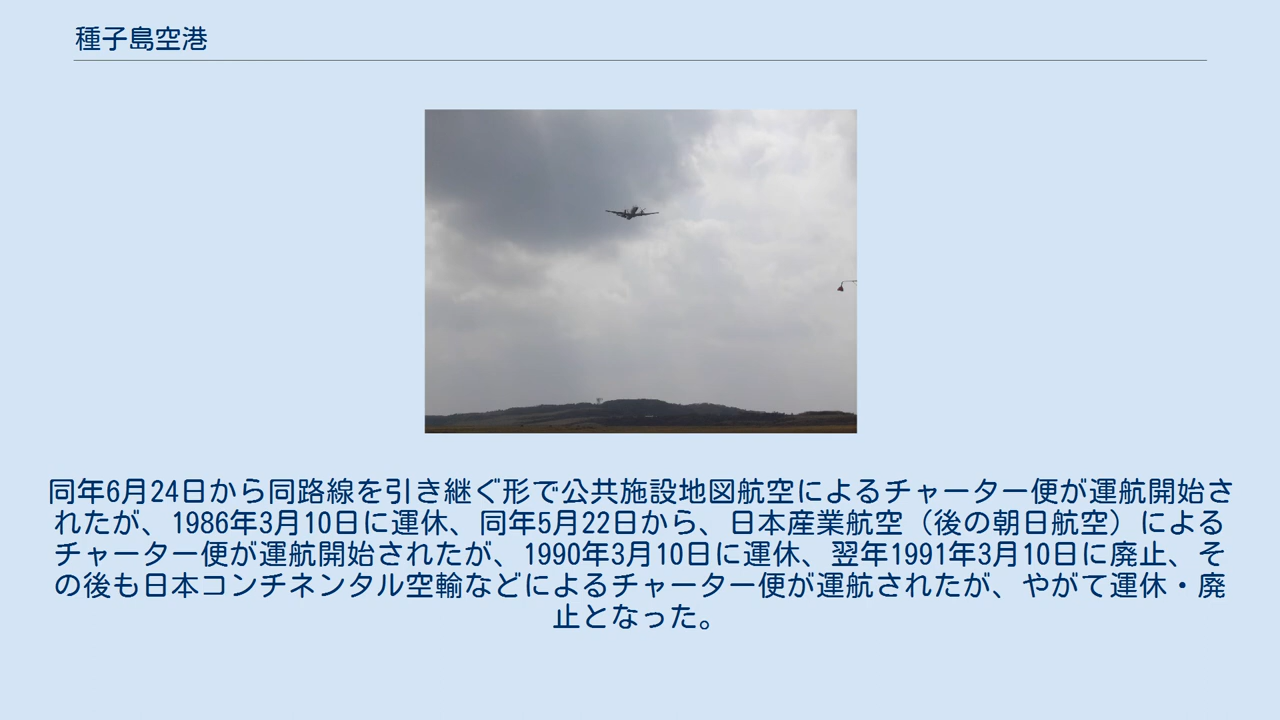 種子島空港
同年6月24日から同路線を引き継ぐ形で公共施設地図航空によるチャーター便が運航開始さ
れたが、1986年3月10日に運休、同年5月22日から、日本産業航空（後の朝日航空）による
チャーター便が運航開始されたが、1990年3月10日に運休、翌年1991年3月10日に廃止、そ
の後も日本コンチネンタル空輸などによるチャーター便が運航されたが、やがて運休・廃
止となった。